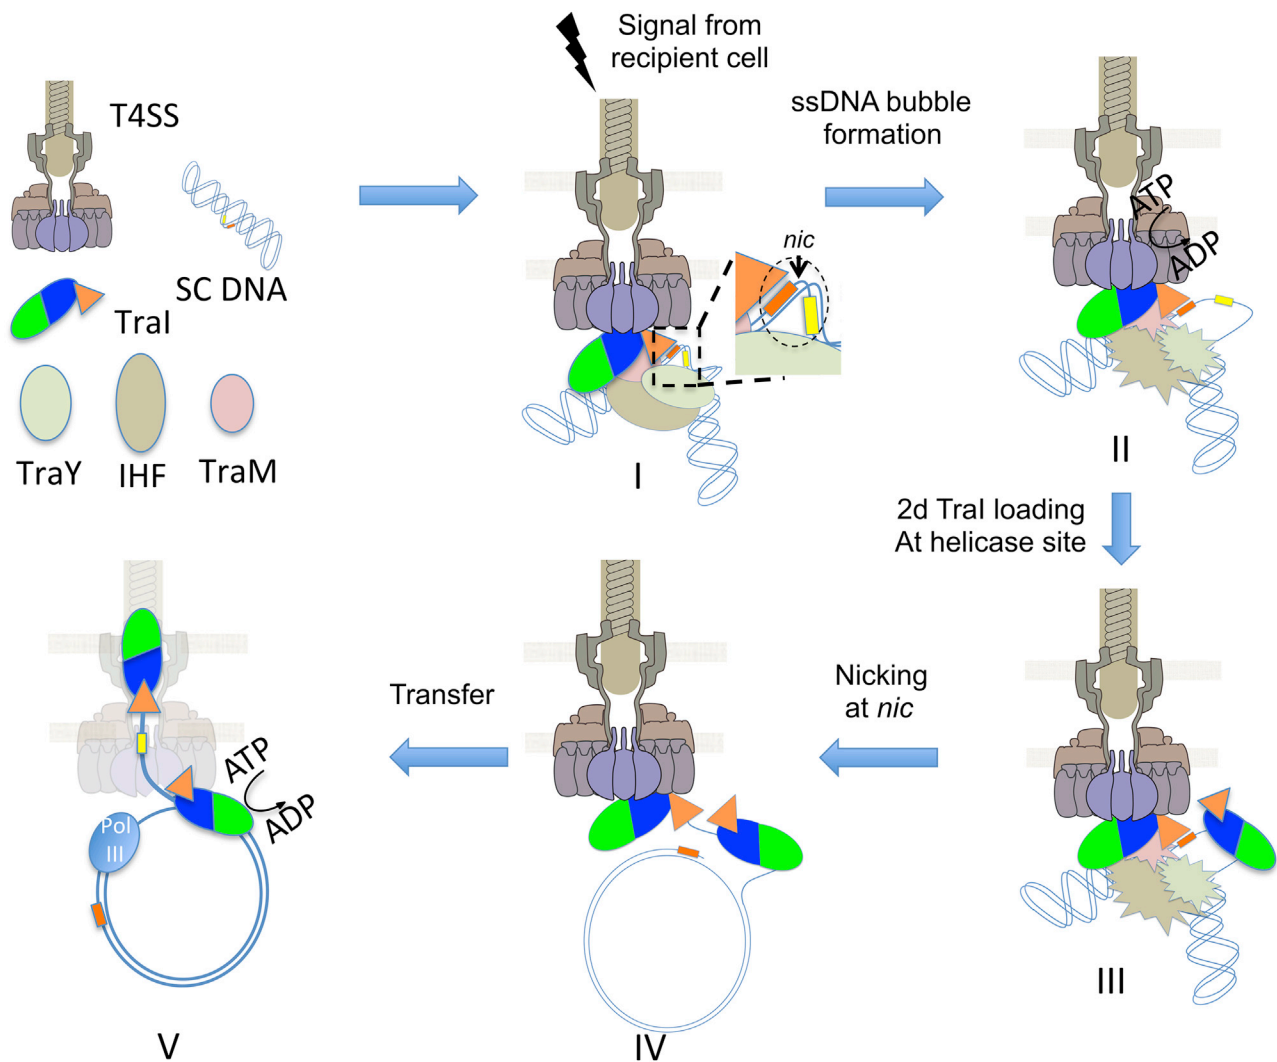 T4SS
SC DNA
TraI
TraY
IHF
TraM
Signal from
recipient cell
nic
I
ssDNA bubble
formation
ATP
ADP
II
2d TraI loading
At helicase site
III
Nicking
at nic
IV
Transfer
ATP
ADP
Pol
III
V